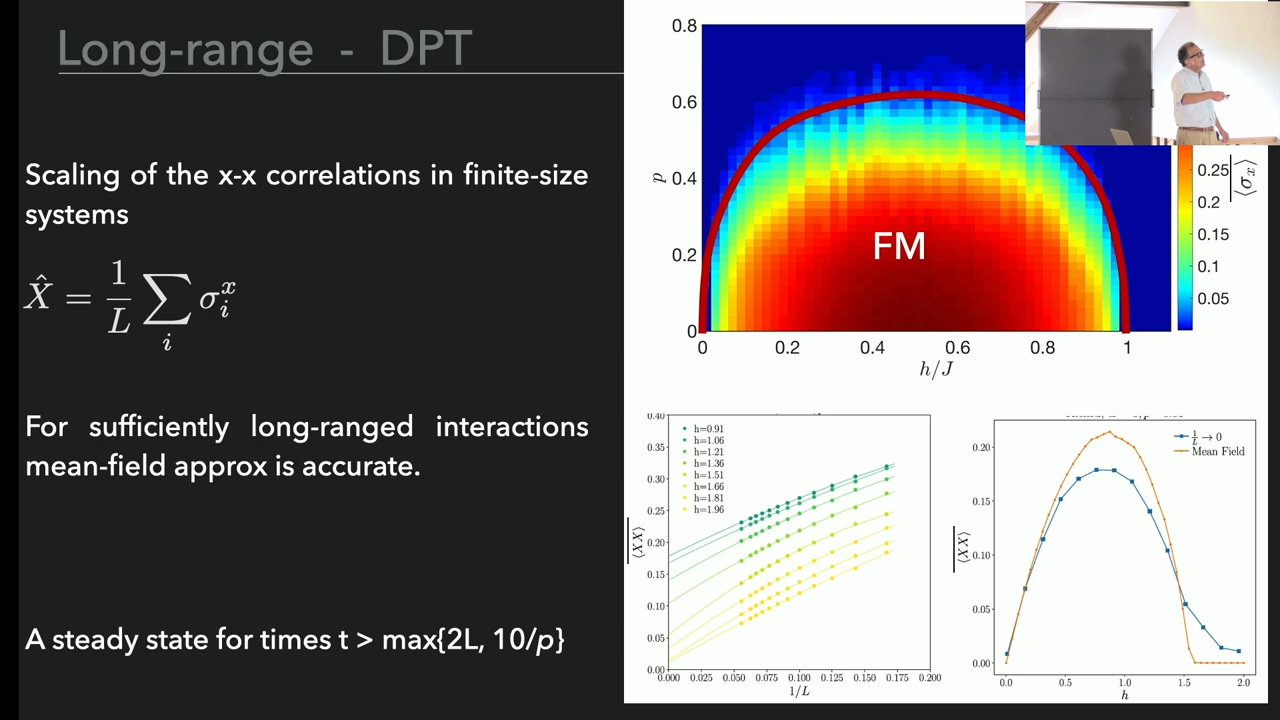 Long-range - DPT
Scaling of the x-x correlations in finite-size
systems
X̂ = 1/L ∑_i σ_i^x
For sufficiently long-ranged interactions
mean-field approx is accurate.
A steady state for times t > max{2L, 10/p}
0.8
0.6
0.4
0.2
0
p
0 0.2 0.4 0.6 0.8 1
h/J
FM
0.25
0.2
0.15
0.1
0.05
⟨σ_x⟩
0.40
0.35
0.30
0.25
0.20
0.15
0.10
0.05
0.00
⟨XX⟩
h=0.91
h=1.06
h=1.21
h=1.36
h=1.51
h=1.66
h=1.81
h=1.96
0.000 0.025 0.050 0.075 0.100 0.125 0.150 0.175 0.200
1/L
1/L → 0
Mean Field
0.20
0.15
0.10
0.05
0.00
⟨XX⟩
0.0 0.5 1.0 1.5 2.0
h